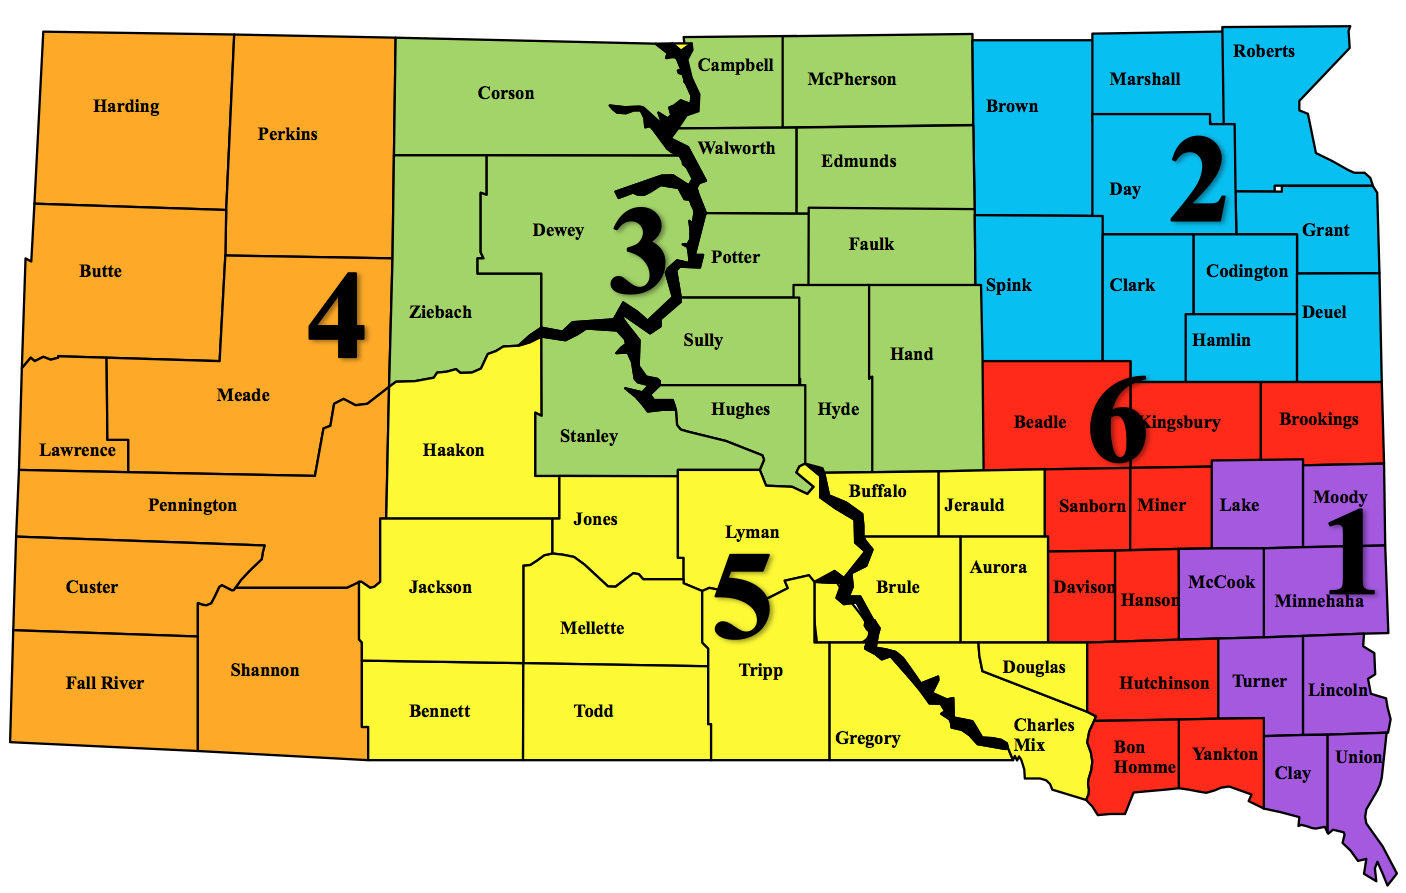 Roberts
Campbell
Marshall
McPherson
Corson
Harding
Brown
Perkins
Walworth
Edmunds
2
Day
Dewey
3
Grant
Faulk
Potter
Butte
Codington
Spink
Clark
Ziebach
4
Deuel
Sully
Hamlin
Hand
Meade
Hughes
Hyde
Beadle
6
Kingsbury
Brookings
Stanley
Lawrence
Haakon
Buffalo
Moody
Pennington
Jerauld
Sanborn
Miner
Lake
Jones
Lyman
1
Aurora
McCook
Custer
Jackson
5
Brule
Davison
Hanson
Minnehaha
Mellette
Douglas
Shannon
Tripp
Fall River
Hutchinson
Turner
Lincoln
Bennett
Todd
Charles
Mix
Gregory
Bon
Homme
Yankton
Union
Clay